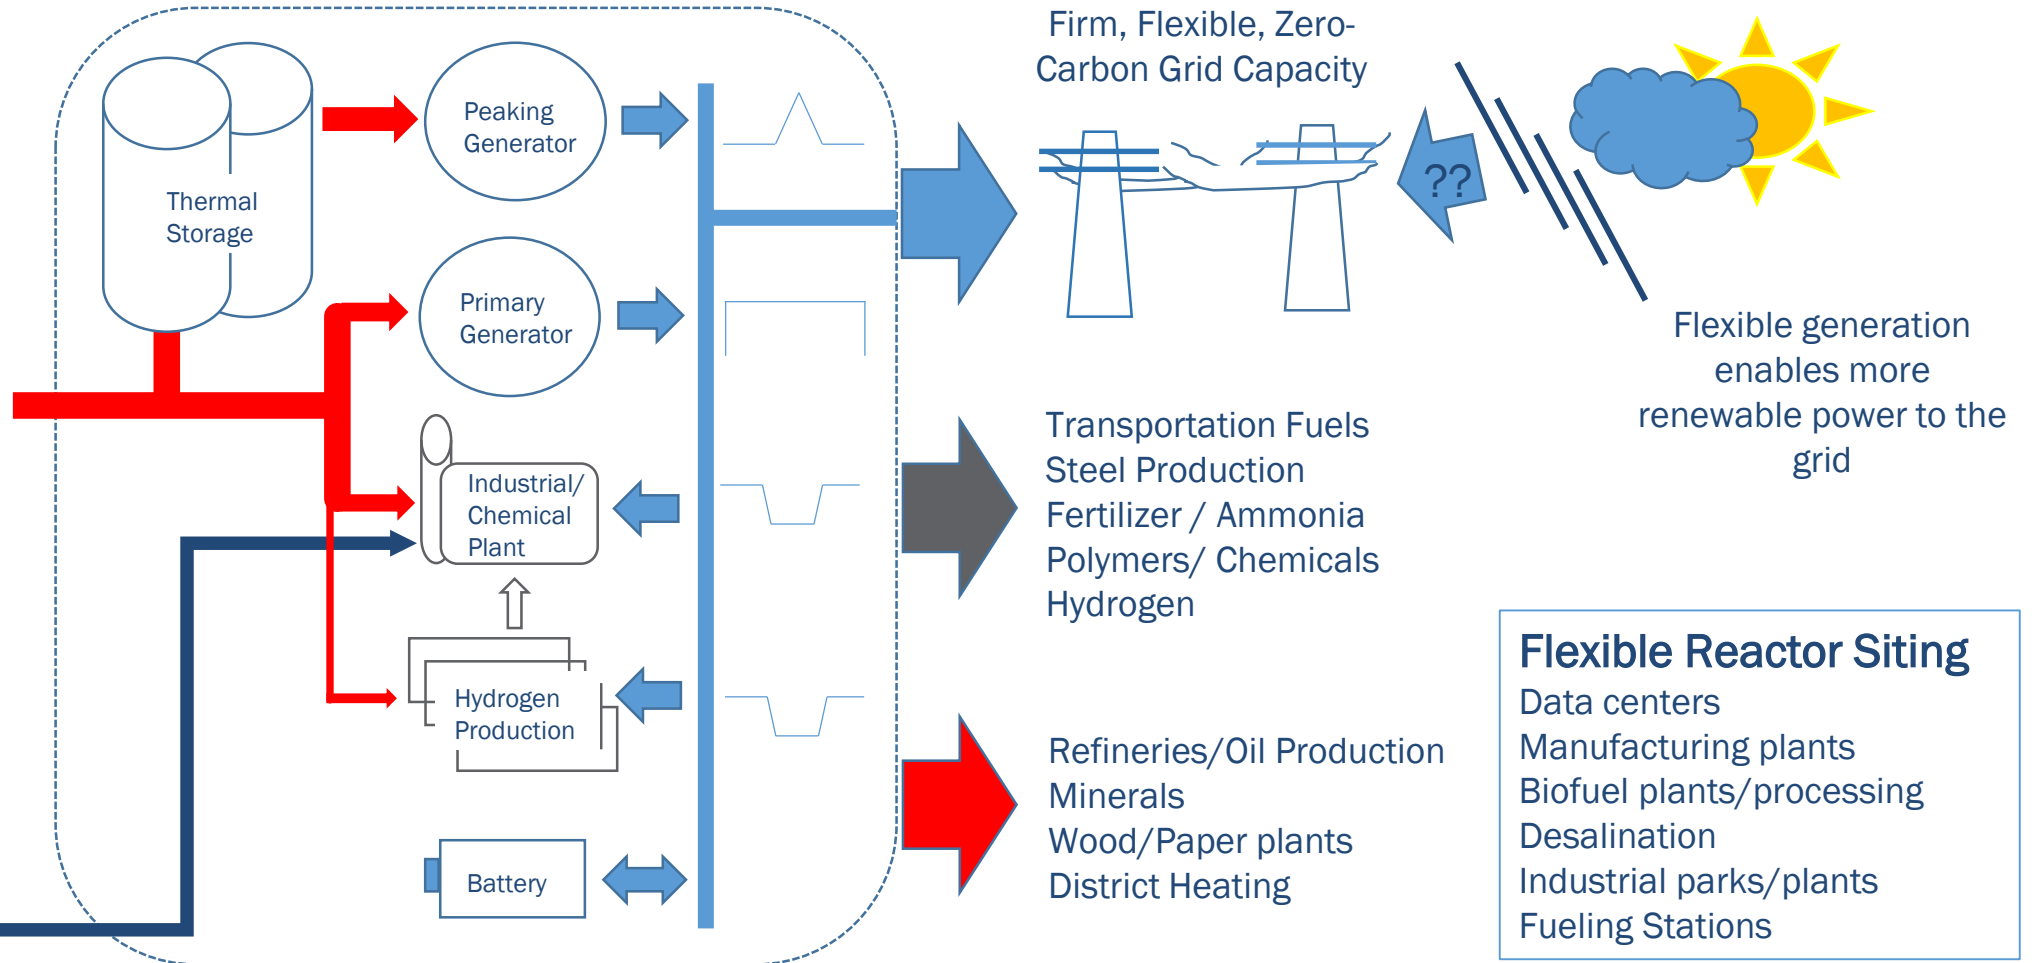 Firm, Flexible, Zero-
Carbon Grid Capacity
Peaking
Generator
??
Thermal
Storage
Primary
Generator
Flexible generation
enables more
renewable power to the
grid
Transportation Fuels
Steel Production
Fertilizer / Ammonia
Polymers/ Chemicals
Hydrogen
Industrial/
Chemical
Plant
Hydrogen
Production
Flexible Reactor Siting
Data centers
Manufacturing plants
Biofuel plants/processing
Desalination
Industrial parks/plants
Fueling Stations
Refineries/Oil Production
Minerals
Wood/Paper plants
District Heating
Battery